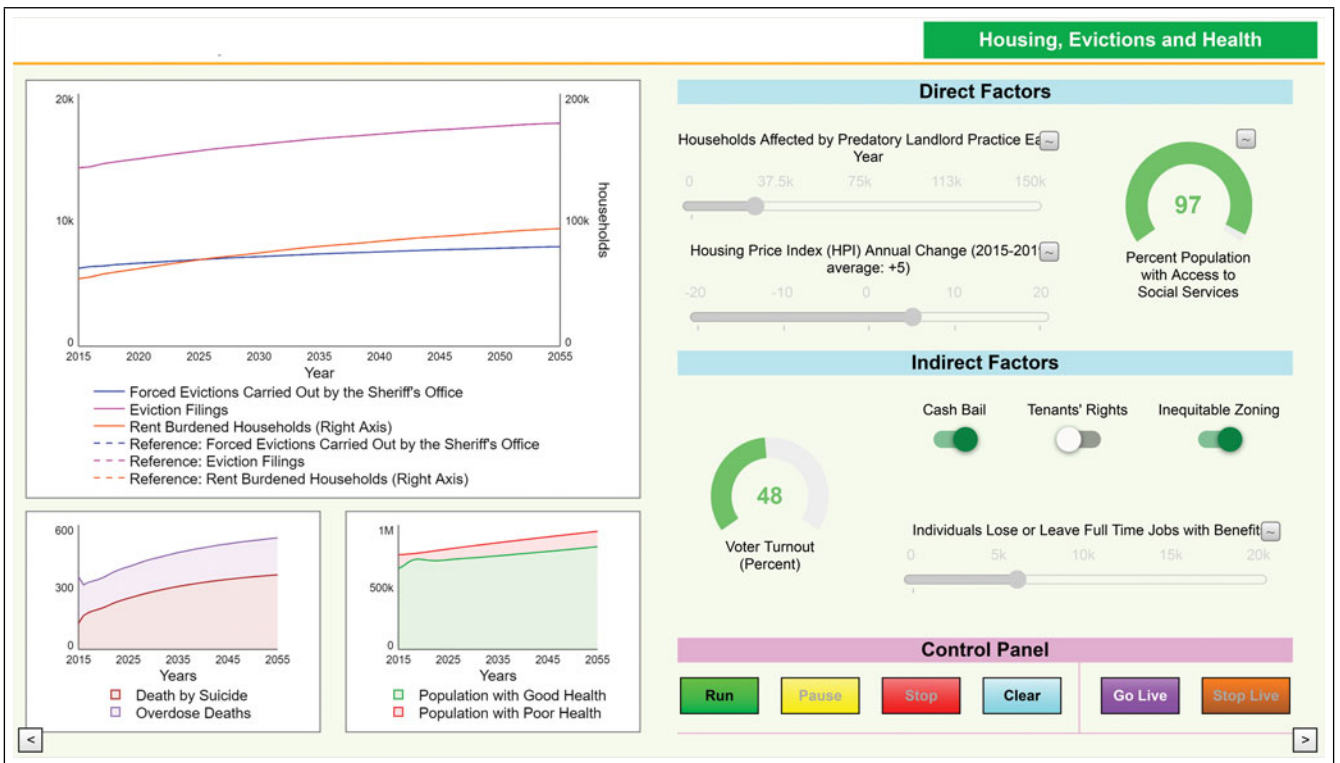 Housing, Evictions and Health
20k
200k
10k
100k
households
0
0
2015 2020 2025 2030 2035 2040 2045 2050 2055
Year
Forced Evictions Carried Out by the Sheriff's Office
Eviction Filings
Rent Burdened Households (Right Axis)
Reference: Forced Evictions Carried Out by the Sheriff's Office
Reference: Eviction Filings
Reference: Rent Burdened Households (Right Axis)
600
300
0
2015 2025 2035 2045 2055
Years
Death by Suicide
Overdose Deaths
1M
500k
0
2015 2025 2035 2045 2055
Years
Population with Good Health
Population with Poor Health
<
Direct Factors
Households Affected by Predatory Landlord Practice Ea ~
Year
0 37.5k 75k 113k 150k
Housing Price Index (HPI) Annual Change (2015-201 ~
average: +5)
-20 -10 0 10 20
~
97
Percent Population
with Access to
Social Services
Indirect Factors
48
Voter Turnout
(Percent)
Cash Bail Tenants' Rights Inequitable Zoning
Individuals Lose or Leave Full Time Jobs with Benefit ~
0 5k 10k 15k 20k
Control Panel
Run Pause Stop Clear Go Live Stop Live
>